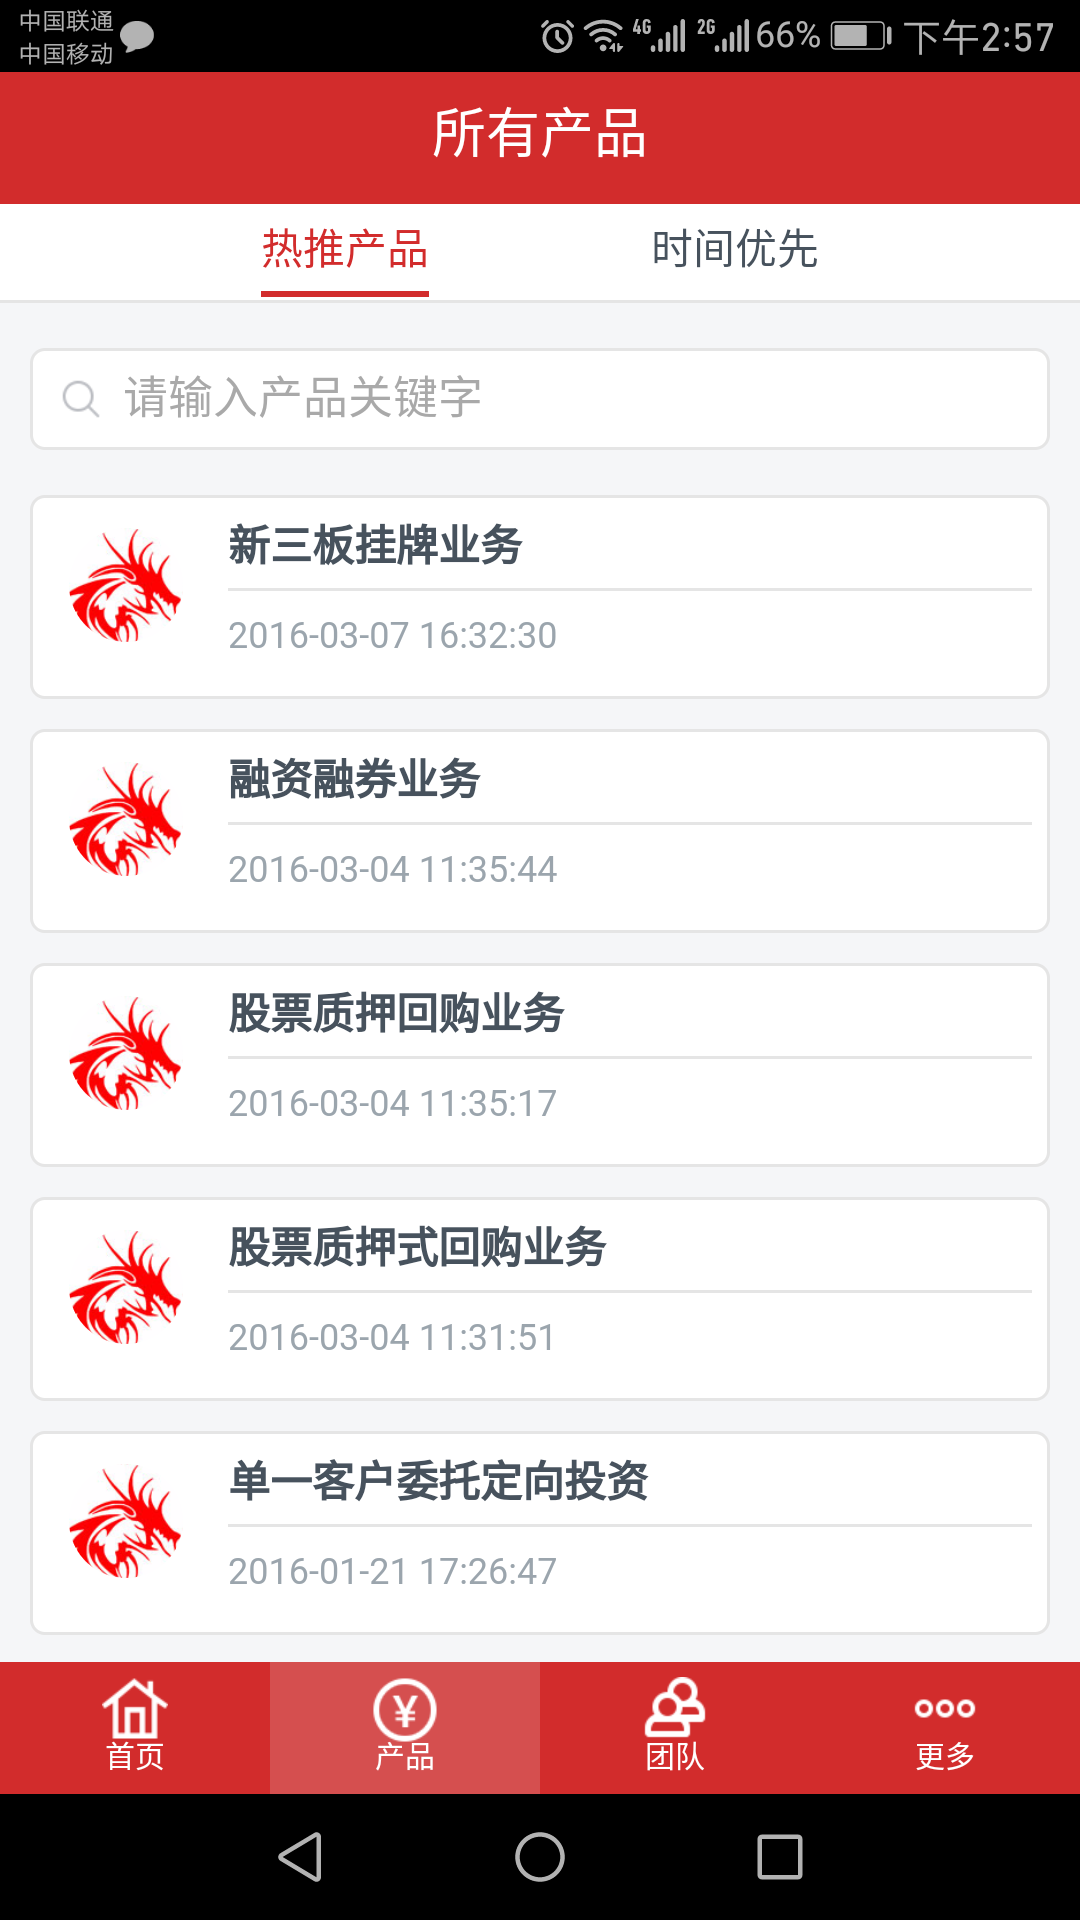 中国联通
中国移动
4G 2G 66% 下午2:57
所有产品
热推产品 时间优先
请输入产品关键字
新三板挂牌业务
2016-03-07 16:32:30
融资融券业务
2016-03-04 11:35:44
股票质押回购业务
2016-03-04 11:35:17
股票质押式回购业务
2016-03-04 11:31:51
单一客户委托定向投资
2016-01-21 17:26:47
¥
首页 产品 团队 更多